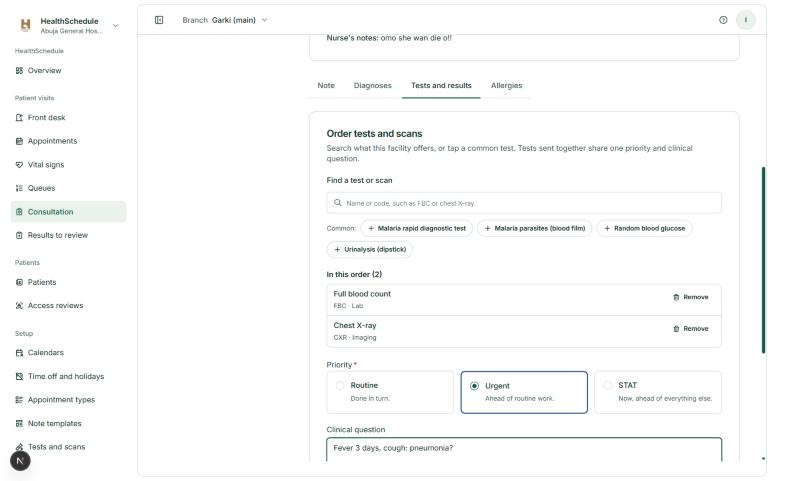 HealthSchedule
Abuja General Hos...
HealthSchedule
Overview
Patient visits
Front desk
Appointments
Vital signs
Queues
Consultation
Results to review
Patients
Patients
Access reviews
Setup
Calendars
Time off and holidays
Appointment types
Note templates
Tests and scans
N
Branch Garki (main)
I
Nurse's notes: omo she wan die o!!
Note Diagnoses Tests and results Allergies
Order tests and scans
Search what this facility offers, or tap a common test. Tests sent together share one priority and clinical
question.
Find a test or scan
Name or code, such as FBC or chest X-ray
Common: + Malaria rapid diagnostic test + Malaria parasites (blood film) + Random blood glucose
+ Urinalysis (dipstick)
In this order (2)
Full blood count
FBC · Lab
Remove
Chest X-ray
CXR · Imaging
Remove
Priority*
Routine
Done in turn.
Urgent
Ahead of routine work.
STAT
Now, ahead of everything else.
Clinical question
Fever 3 days, cough: pneumonia?